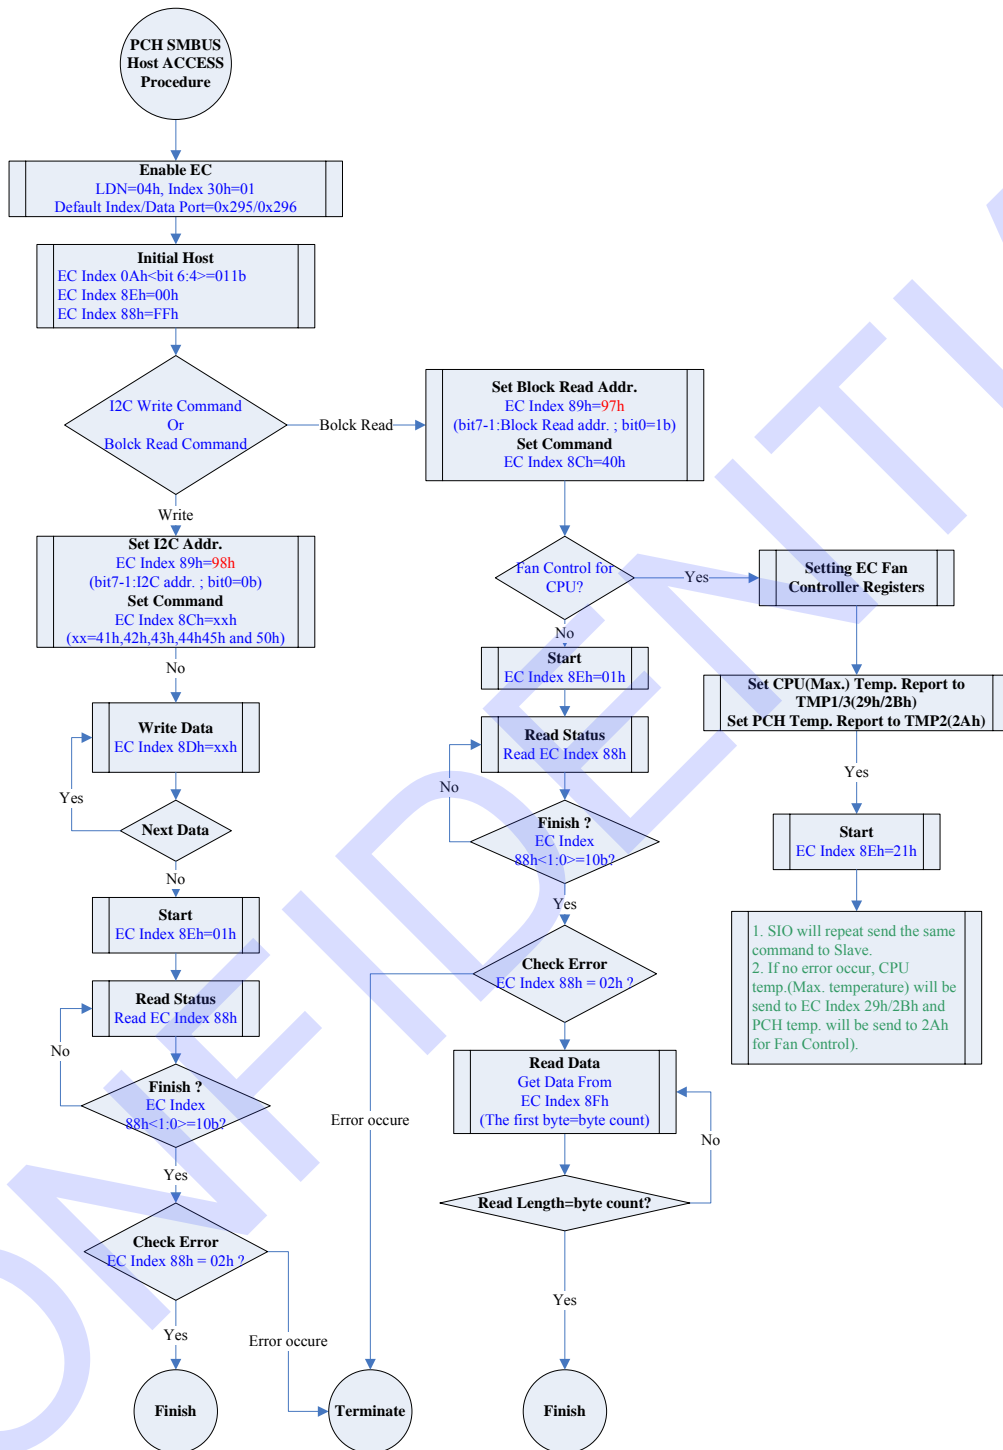 PCH SMBUS
Host ACCESS
Procedure
Enable EC
LDN=04h, Index 30h=01
Default Index/Data Port=0x295/0x296
Initial Host
EC Index 0Ah<bit 6:4>=011b
EC Index 8Eh=00h
EC Index 88h=FFh
I2C Write Command
Or
Bolck Read Command
Bolck Read
Write
Set I2C Addr.
EC Index 89h=98h
(bit7-1:I2C addr. ; bit0=0b)
Set Command
EC Index 8Ch=xxh
(xx=41h,42h,43h,44h45h and 50h)
No
Write Data
EC Index 8Dh=xxh
Yes
Next Data
No
Start
EC Index 8Eh=01h
Read Status
Read EC Index 88h
No
Finish ?
EC Index
88h<1:0>=10b?
Yes
Check Error
EC Index 88h = 02h ?
Yes
Error occure
Finish
Terminate
Set Block Read Addr.
EC Index 89h=97h
(bit7-1:Block Read addr. ; bit0=1b)
Set Command
EC Index 8Ch=40h
Fan Control for
CPU?
Yes
No
Start
EC Index 8Eh=01h
Read Status
Read EC Index 88h
No
Finish ?
EC Index
88h<1:0>=10b?
Yes
Check Error
EC Index 88h = 02h ?
Error occure
Read Data
Get Data From
EC Index 8Fh
(The first byte=byte count)
No
Read Length=byte count?
Yes
Finish
Setting EC Fan
Controller Registers
Set CPU(Max.) Temp. Report to
TMP1/3(29h/2Bh)
Set PCH Temp. Report to TMP2(2Ah)
Yes
Start
EC Index 8Eh=21h
1. SIO will repeat send the same
command to Slave.
2. If no error occur, CPU
temp.(Max. temperature) will be
send to EC Index 29h/2Bh and
PCH temp. will be send to 2Ah
for Fan Control).
ONFIDENTIA